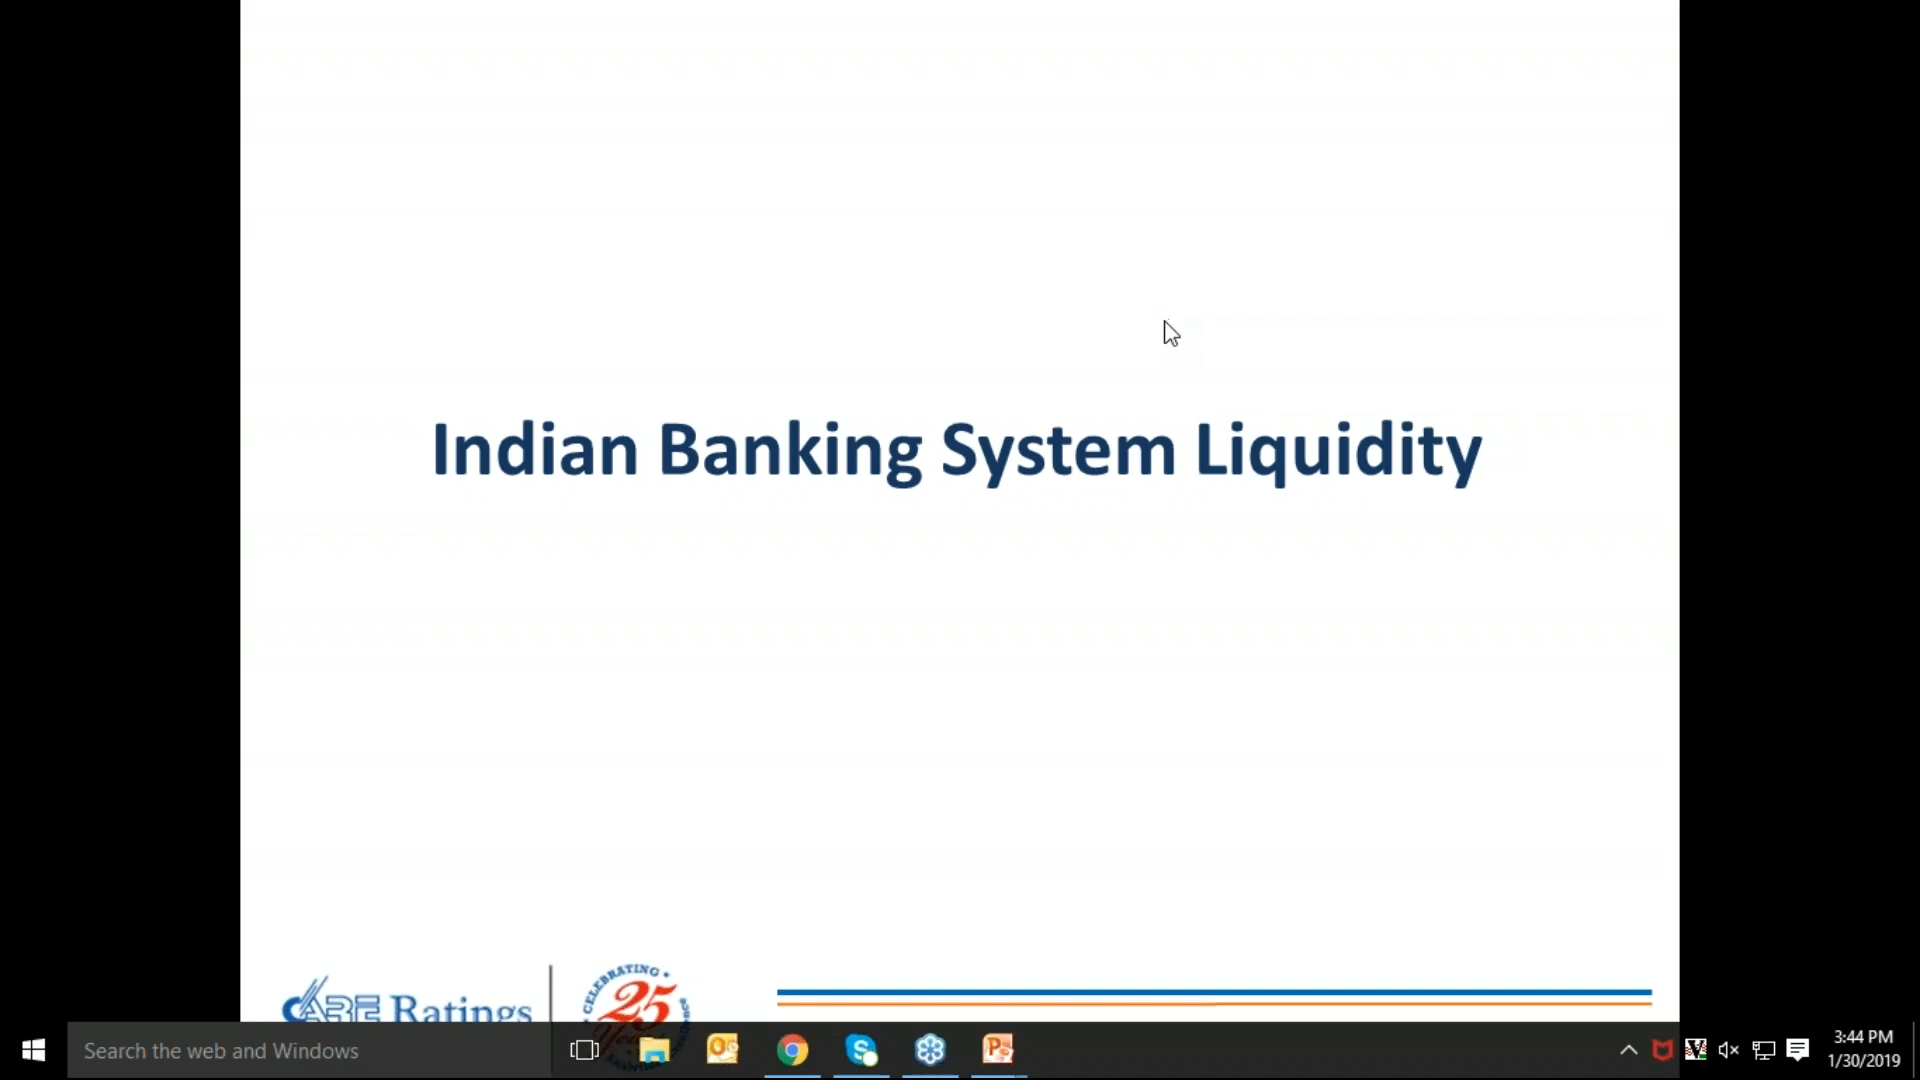 Indian Banking System Liquidity
CARE Ratings
CELEBRATING
25
Search the web and Windows
3:44 PM
1/30/2019